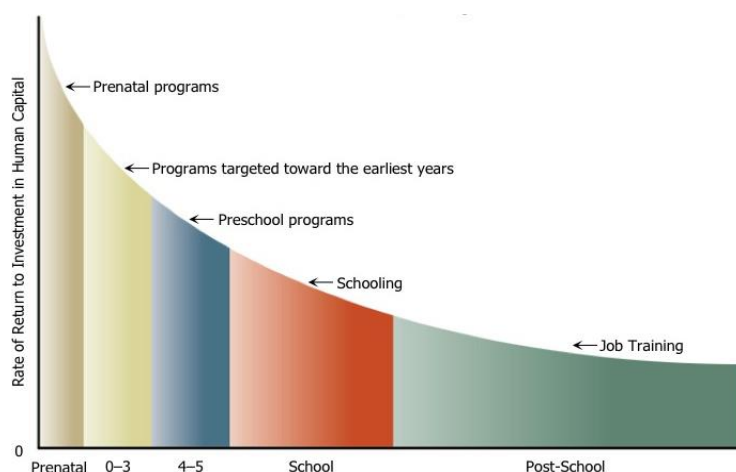 Prenatal programs
Programs targeted toward the earliest years
Preschool programs
Schooling
Job Training
Rate of Return to Investment in Human Capital
0
Prenatal 0–3 4–5 School Post-School